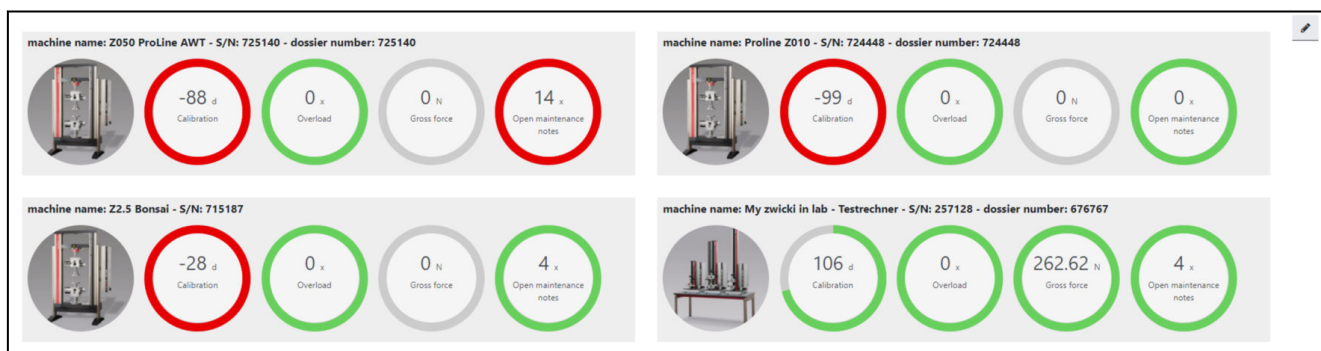 machine name: Z050 ProLine AWT - S/N: 725140 - dossier number: 725140
-88 d
Calibration
0 x
Overload
0 N
Gross force
14 x
Open maintenance
notes
machine name: Proline Z010 - S/N: 724448 - dossier number: 724448
-99 d
Calibration
0 x
Overload
0 N
Gross force
0 x
Open maintenance
notes
machine name: Z2.5 Bonsai - S/N: 715187
-28 d
Calibration
0 x
Overload
0 N
Gross force
4 x
Open maintenance
notes
machine name: My zwicki in lab - Testrechner - S/N: 257128 - dossier number: 676767
106 d
Calibration
0 x
Overload
262.62 N
Gross force
4 x
Open maintenance
notes